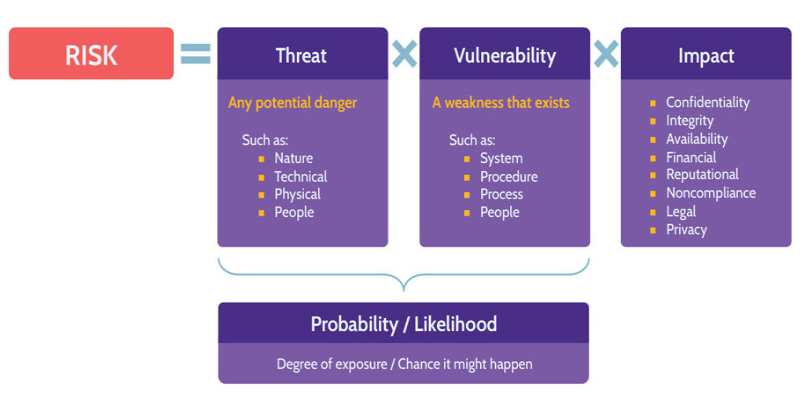 RISK = Threat × Vulnerability × Impact
Any potential danger
Such as:
■ Nature
■ Technical
■ Physical
■ People
A weakness that exists
Such as:
■ System
■ Procedure
■ Process
■ People
■ Confidentiality
■ Integrity
■ Availability
■ Financial
■ Reputational
■ Noncompliance
■ Legal
■ Privacy
Probability / Likelihood
Degree of exposure / Chance it might happen